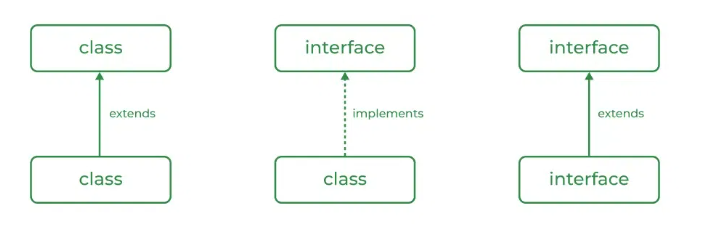 class
interface
interface
extends
implements
extends
class
class
interface